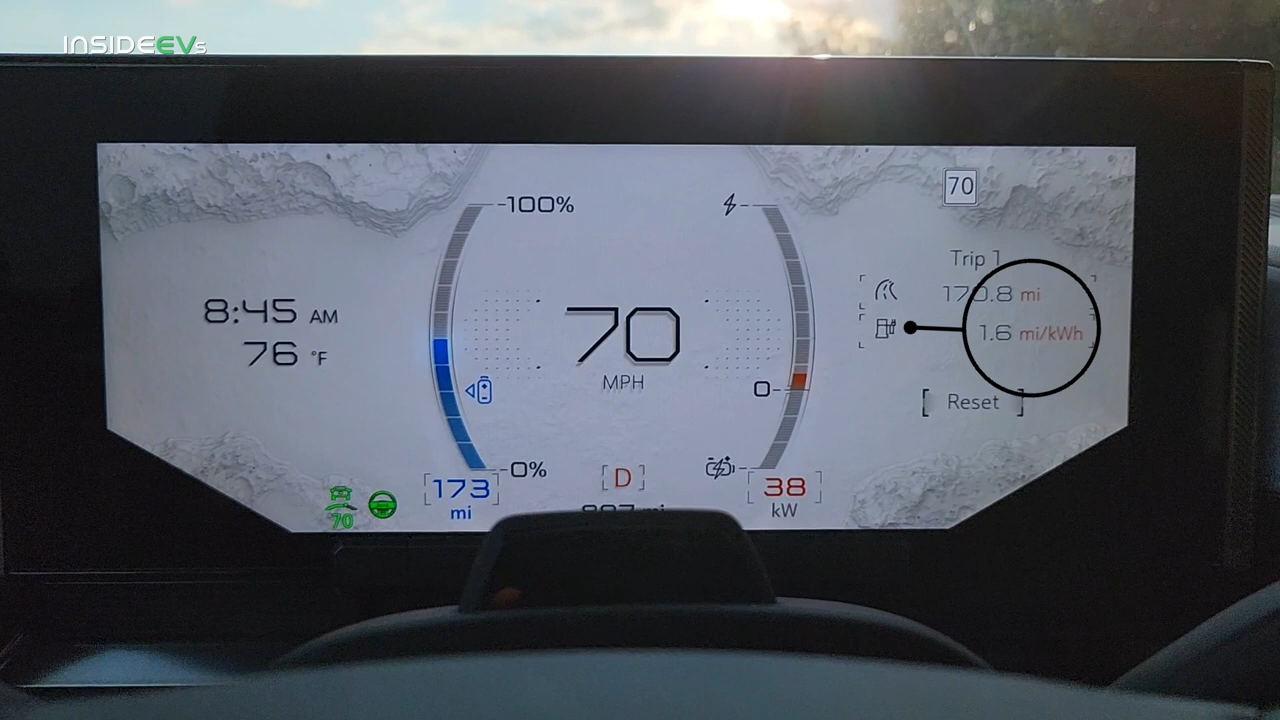 INSIDEEVs
70
-100%
Trip 1
170.8 mi
8:45 AM
1.6 mi/kWh
76 °F
70
MPH
0
Reset
-0%
D
173
38
mi
kW
70